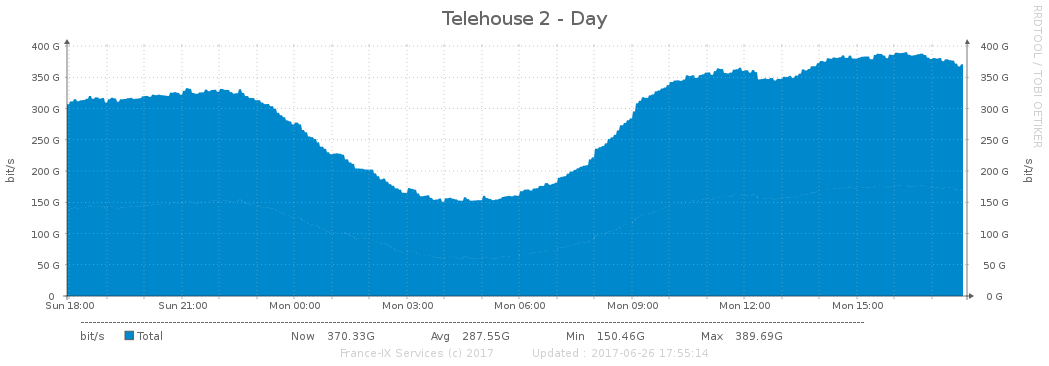 Telehouse 2 - Day
RRDTOOL / TOBI OETIKER
bit/s
400 G 400 G
350 G 350 G
300 G 300 G
250 G 250 G
200 G 200 G
150 G 150 G
100 G 100 G
50 G 50 G
0 0 G
bit/s
Sun 18:00 Sun 21:00 Mon 00:00 Mon 03:00 Mon 06:00 Mon 09:00 Mon 12:00 Mon 15:00
bit/s Total Now 370.33G Avg 287.55G Min 150.46G Max 389.69G
France-IX Services (c) 2017 Updated : 2017-06-26 17:55:14